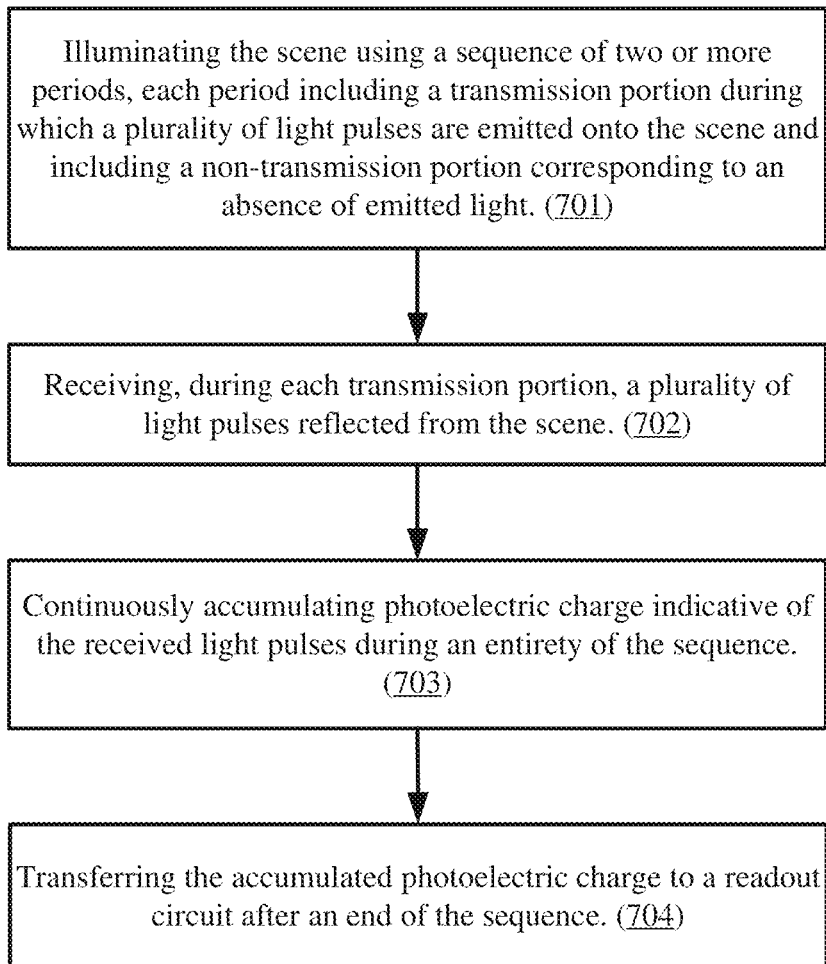 Illuminating the scene using a sequence of two or more
periods, each period including a transmission portion during
which a plurality of light pulses are emitted onto the scene and
including a non-transmission portion corresponding to an
absence of emitted light. (701)
Receiving, during each transmission portion, a plurality of
light pulses reflected from the scene. (702)
Continuously accumulating photoelectric charge indicative of
the received light pulses during an entirety of the sequence.
(703)
Transferring the accumulated photoelectric charge to a readout
circuit after an end of the sequence. (704)